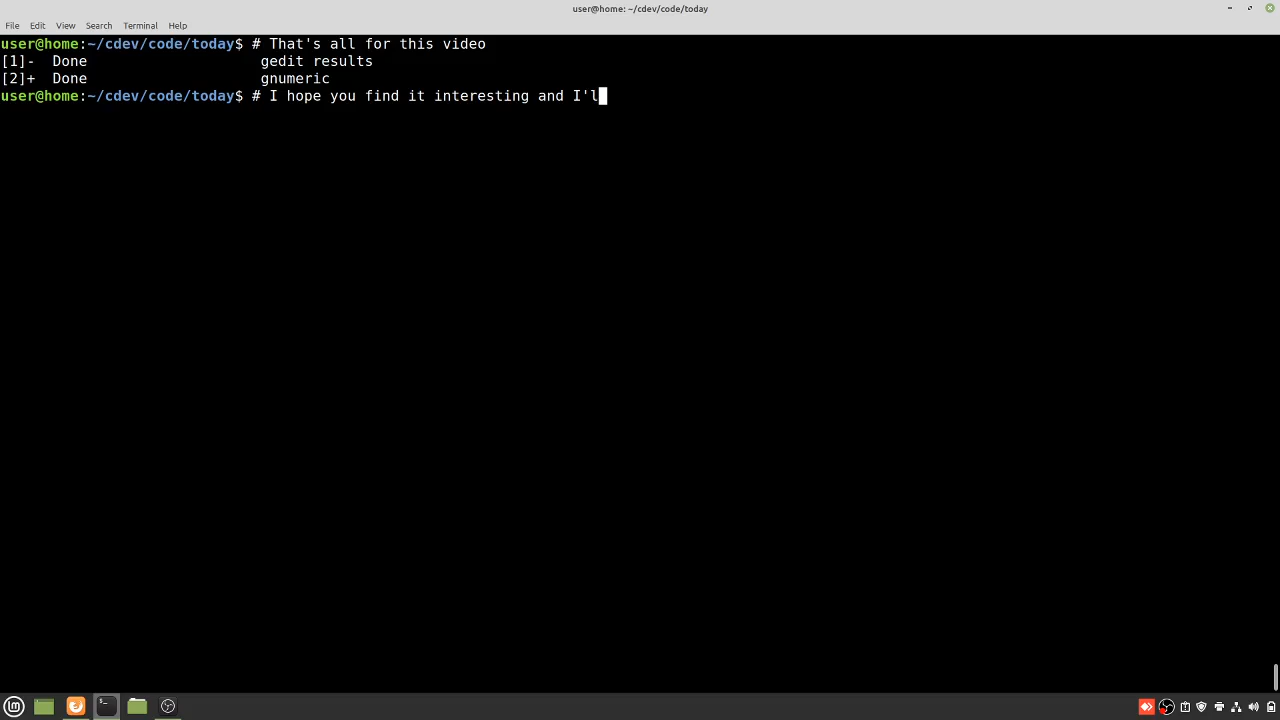 user@home: ~/cdev/code/today
File Edit View Search Terminal Help
user@home:~/cdev/code/today$ # That's all for this video
[1]-  Done                    gedit results
[2]+  Done                    gnumeric
user@home:~/cdev/code/today$ # I hope you find it interesting and I'l